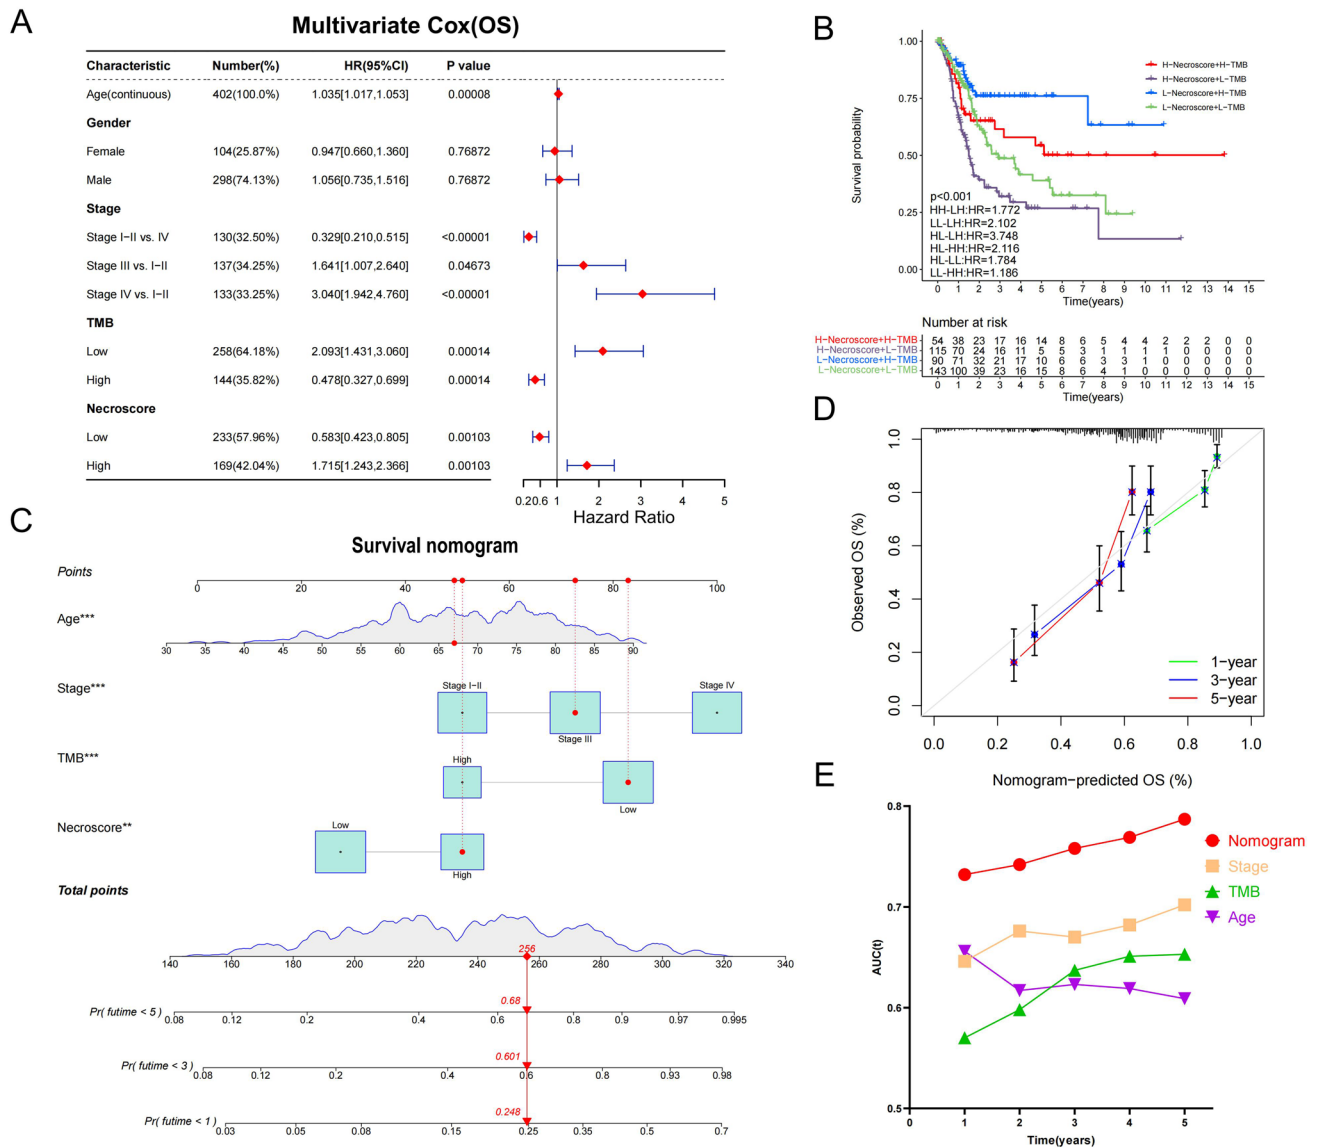 A
Multivariate Cox(OS)
Characteristic Number(%) HR(95%CI) P value
Age(continuous) 402(100.0%) 1.035[1.017,1.053] 0.00008
Gender
Female 104(25.87%) 0.947[0.660,1.360] 0.76872
Male 298(74.13%) 1.056[0.735,1.516] 0.76872
Stage
Stage I−II vs. IV 130(32.50%) 0.329[0.210,0.515] <0.00001
Stage III vs. I−II 137(34.25%) 1.641[1.007,2.640] 0.04673
Stage IV vs. I−II 133(33.25%) 3.040[1.942,4.760] <0.00001
TMB
Low 258(64.18%) 2.093[1.431,3.060] 0.00014
High 144(35.82%) 0.478[0.327,0.699] 0.00014
Necroscore
Low 233(57.96%) 0.583[0.423,0.805] 0.00103
High 169(42.04%) 1.715[1.243,2.366] 0.00103
0.20.6 1 2 3 4 5
Hazard Ratio
B
Survival probability
1.00
0.75
0.50
0.25
0.00
H−Necroscore+H−TMB
H−Necroscore+L−TMB
L−Necroscore+H−TMB
L−Necroscore+L−TMB
p<0.001
HH−LH:HR=1.772
LL−LH:HR=2.102
HL−LH:HR=3.748
HL−HH:HR=2.116
HL−LL:HR=1.784
LL−HH:HR=1.186
0 1 2 3 4 5 6 7 8 9 10 11 12 13 14 15
Time(years)
Number at risk
H−Necroscore+H−TMB 54 38 23 17 16 14 8 6 5 4 4 2 2 2 0 0
H−Necroscore+L−TMB 115 70 24 16 11 5 5 3 1 1 1 1 0 0 0 0
L−Necroscore+H−TMB 90 71 32 21 17 10 6 6 3 3 1 0 0 0 0 0
L−Necroscore+L−TMB 143 100 39 23 16 15 8 6 4 1 0 0 0 0 0 0
0 1 2 3 4 5 6 7 8 9 10 11 12 13 14 15
Time(years)
C
Survival nomogram
Points
0 20 40 60 80 100
Age***
30 35 40 45 50 55 60 65 70 75 80 85 90
Stage***
Stage I−II
Stage III
Stage IV
TMB***
High
Low
Necroscore**
Low
High
Total points
256
140 160 180 200 220 240 260 280 300 320 340
0.68
Pr( futime < 5)
0.08 0.12 0.2 0.4 0.6 0.8 0.9 0.97 0.995
0.601
Pr( futime < 3)
0.08 0.12 0.2 0.4 0.6 0.8 0.93 0.98
0.248
Pr( futime < 1)
0.03 0.05 0.08 0.15 0.25 0.35 0.5 0.7
D
Observed OS (%)
1.0
0.8
0.6
0.4
0.2
0.0
1−year
3−year
5−year
0.0 0.2 0.4 0.6 0.8 1.0
Nomogram−predicted OS (%)
E
AUC(t)
0.8
0.7
0.6
0.5
Nomogram
Stage
TMB
Age
0 1 2 3 4 5
Time(years)